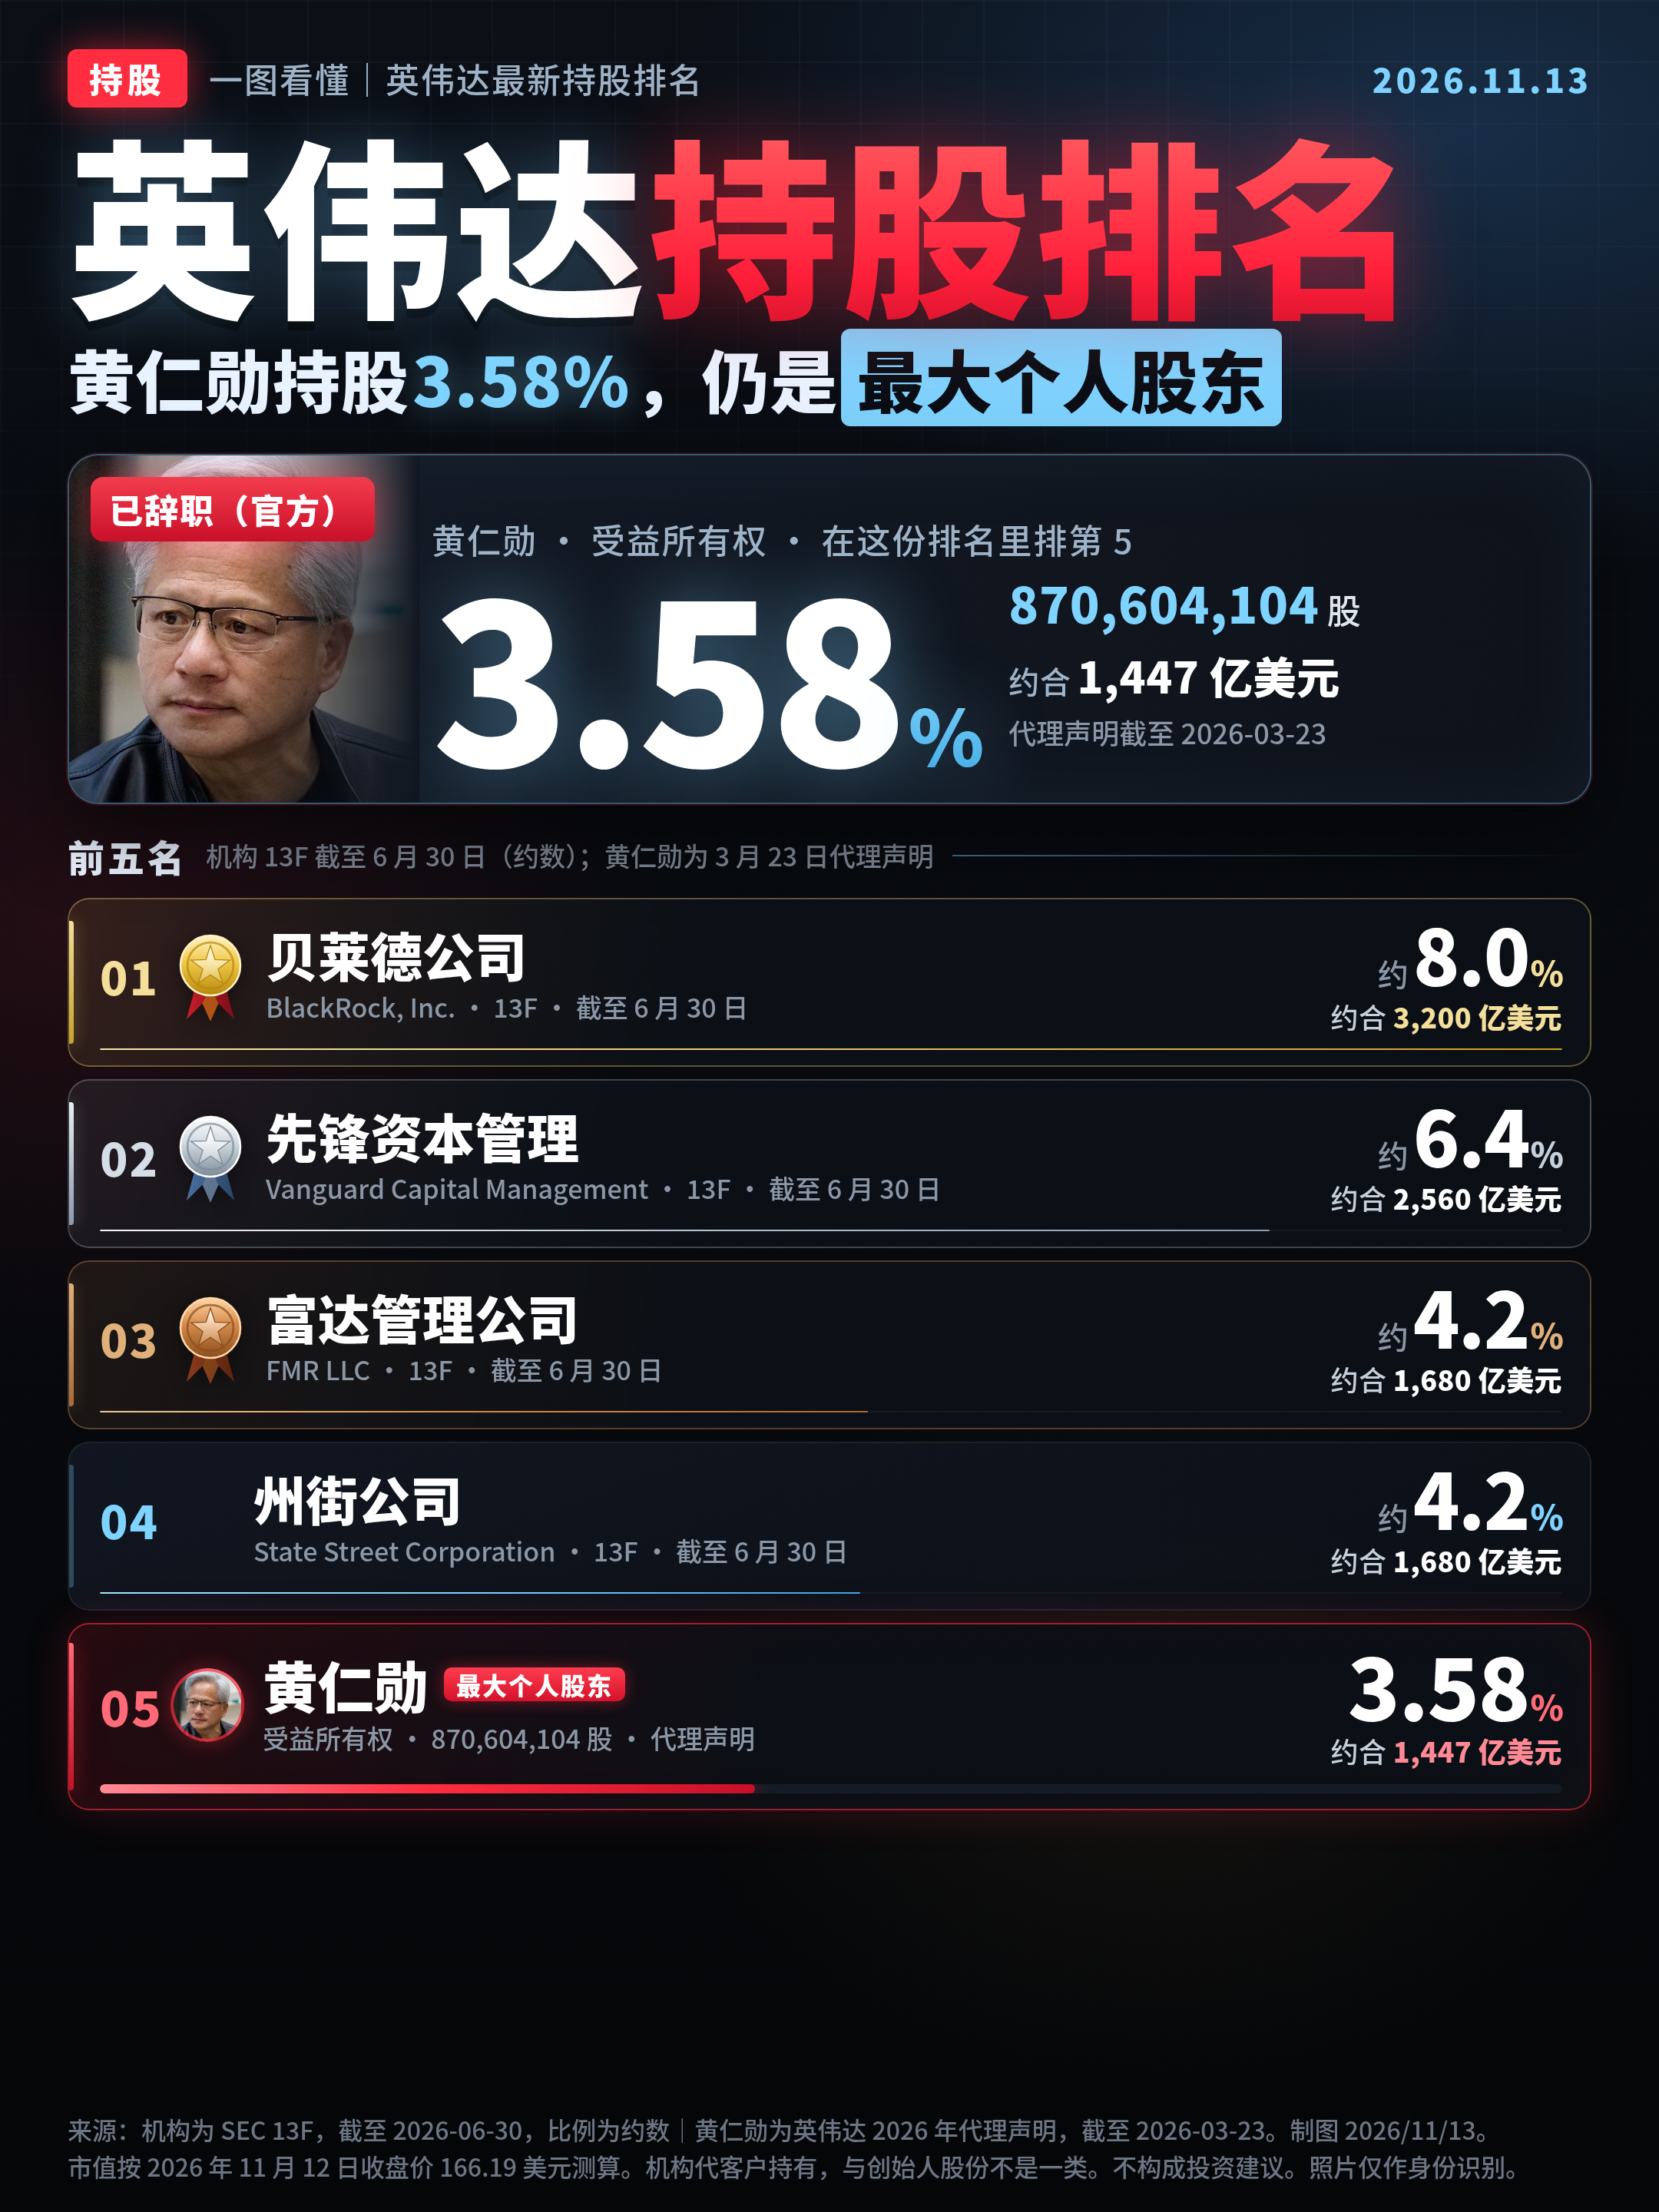 持股 一图看懂｜英伟达最新持股排名 2026.11.13
英伟达持股排名
黄仁勋持股3.58%，仍是最大个人股东
已辞职（官方）
黄仁勋 · 受益所有权 · 在这份排名里排第 5
3.58%
870,604,104 股
约合 1,447 亿美元
代理声明截至 2026-03-23
前五名 机构 13F 截至 6 月 30 日（约数）；黄仁勋为 3 月 23 日代理声明
01 贝莱德公司 约 8.0%
BlackRock, Inc. · 13F · 截至 6 月 30 日 约合 3,200 亿美元
02 先锋资本管理 约 6.4%
Vanguard Capital Management · 13F · 截至 6 月 30 日 约合 2,560 亿美元
03 富达管理公司 约 4.2%
FMR LLC · 13F · 截至 6 月 30 日 约合 1,680 亿美元
04 州街公司 约 4.2%
State Street Corporation · 13F · 截至 6 月 30 日 约合 1,680 亿美元
05 黄仁勋 最大个人股东 3.58%
受益所有权 · 870,604,104 股 · 代理声明 约合 1,447 亿美元
来源：机构为 SEC 13F，截至 2026-06-30，比例为约数｜黄仁勋为英伟达 2026 年代理声明，截至 2026-03-23。制图 2026/11/13。
市值按 2026 年 11 月 12 日收盘价 166.19 美元测算。机构代客户持有，与创始人股份不是一类。不构成投资建议。照片仅作身份识别。